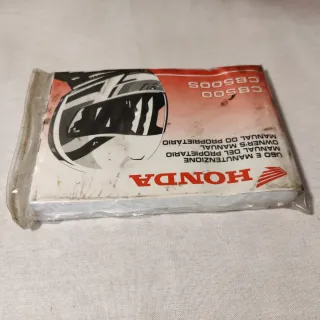 HONDA
USO E MANUTENZIONE
MANUAL DEL PROPIETARIO
OWNER'S MANUAL
MANUAL DO PROPRIETÁRIO
CB500
CB500S